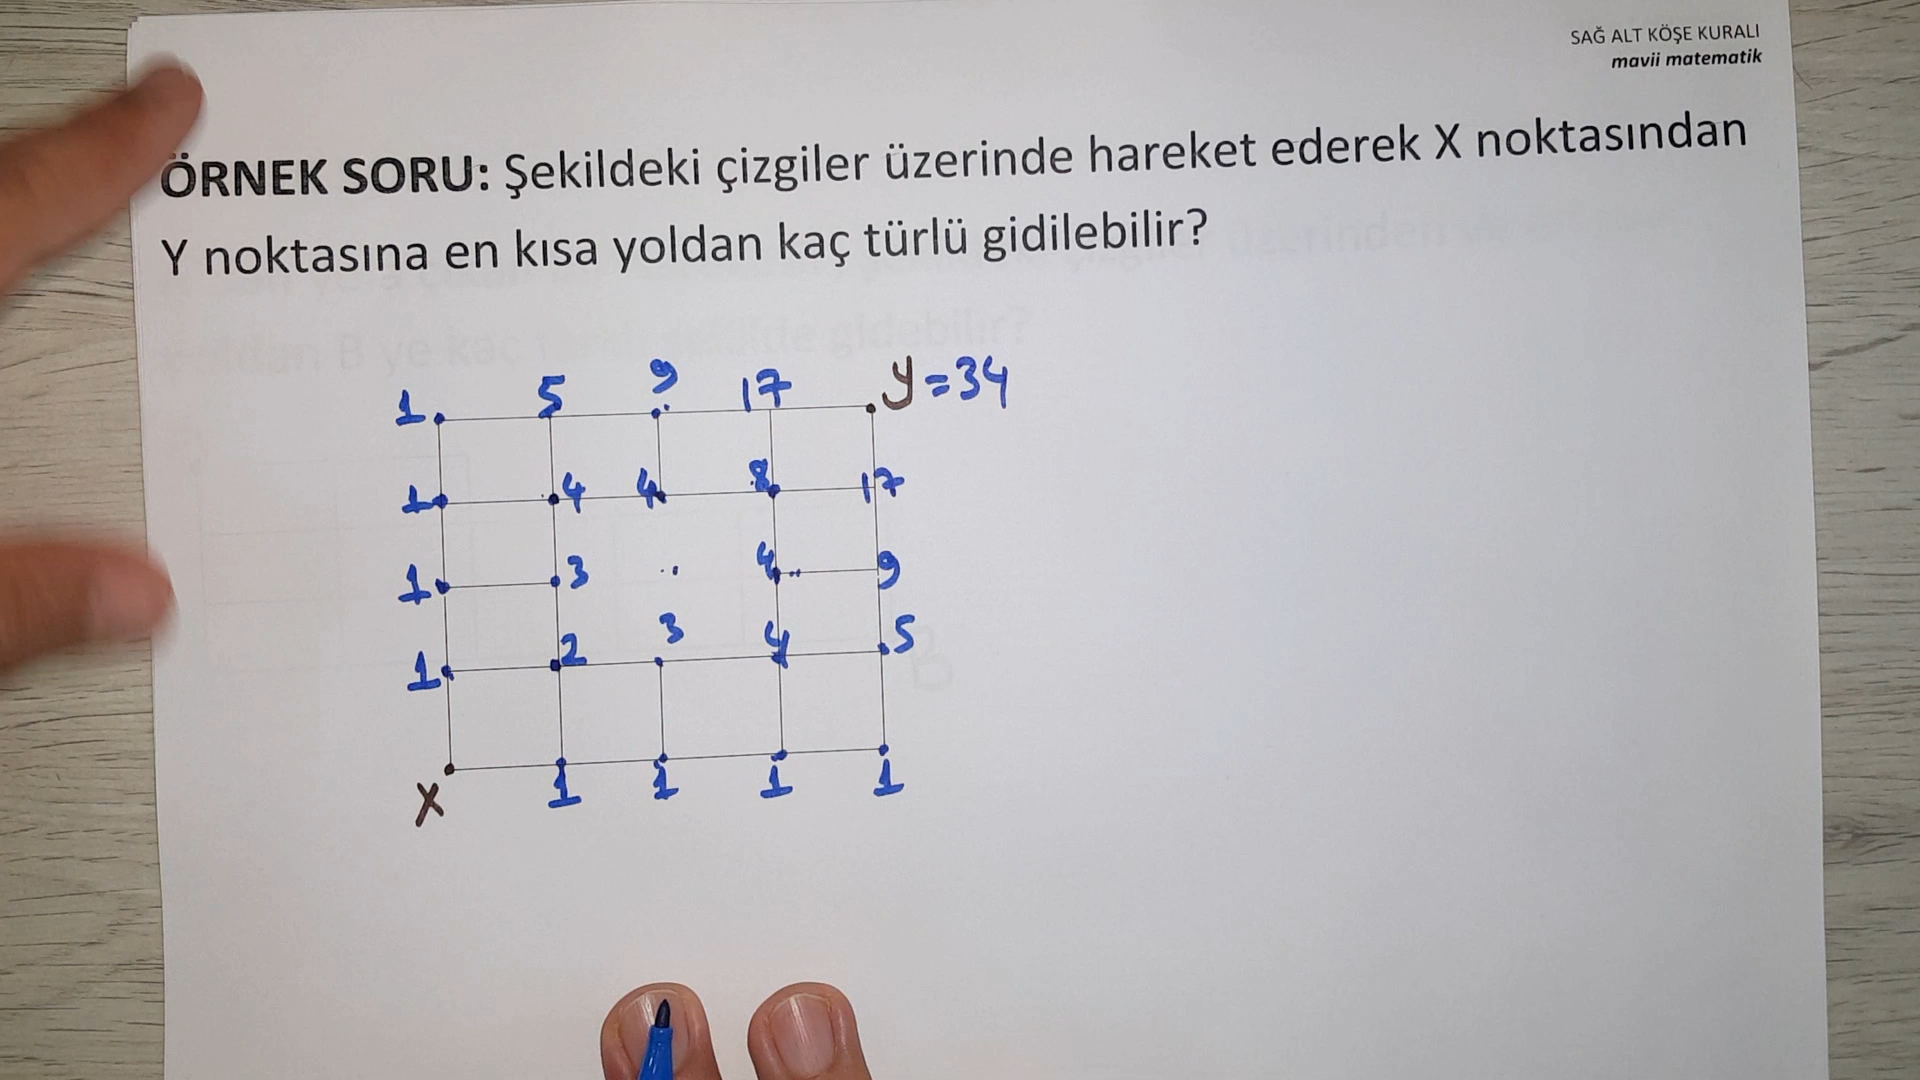 SAĞ ALT KÖŞE KURALI
mavii matematik
ÖRNEK SORU: Şekildeki çizgiler üzerinde hareket ederek X noktasından
Y noktasına en kısa yoldan kaç türlü gidilebilir?
1 5 9 17 y=34
1 4 4 8 17
1 3 4 9
1 2 3 4 5
X 1 1 1 1